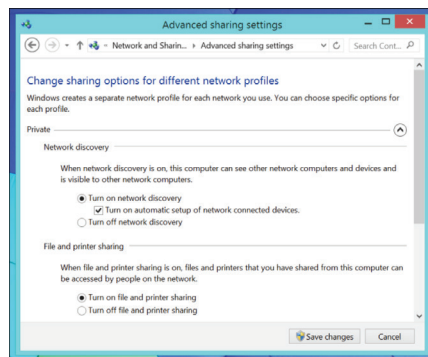 Advanced sharing settings
Network and Sharin... Advanced sharing settings
Search Cont...
Change sharing options for different network profiles
Windows creates a separate network profile for each network you use. You can choose specific options for
each profile.
Private
Network discovery
When network discovery is on, this computer can see other network computers and devices and
is visible to other network computers.
Turn on network discovery
Turn on automatic setup of network connected devices.
Turn off network discovery
File and printer sharing
When file and printer sharing is on, files and printers that you have shared from this computer can
be accessed by people on the network.
Turn on file and printer sharing
Turn off file and printer sharing
Save changes
Cancel